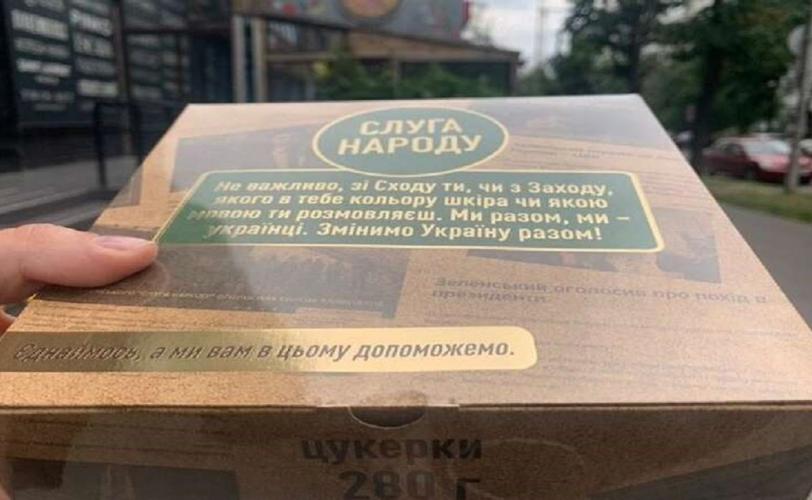 СЛУГА
НАРОДУ
Не важливо, зі Сходу ти, чи з Заходу,
якого в тебе кольору шкіра чи якою
мовою ти розмовляєш. Ми разом, ми –
українці. Змінимо Україну разом!
Зеленський оголосив про похід в
президенти
Єднаймось, а ми вам в цьому допоможемо.
цукерки
280 г